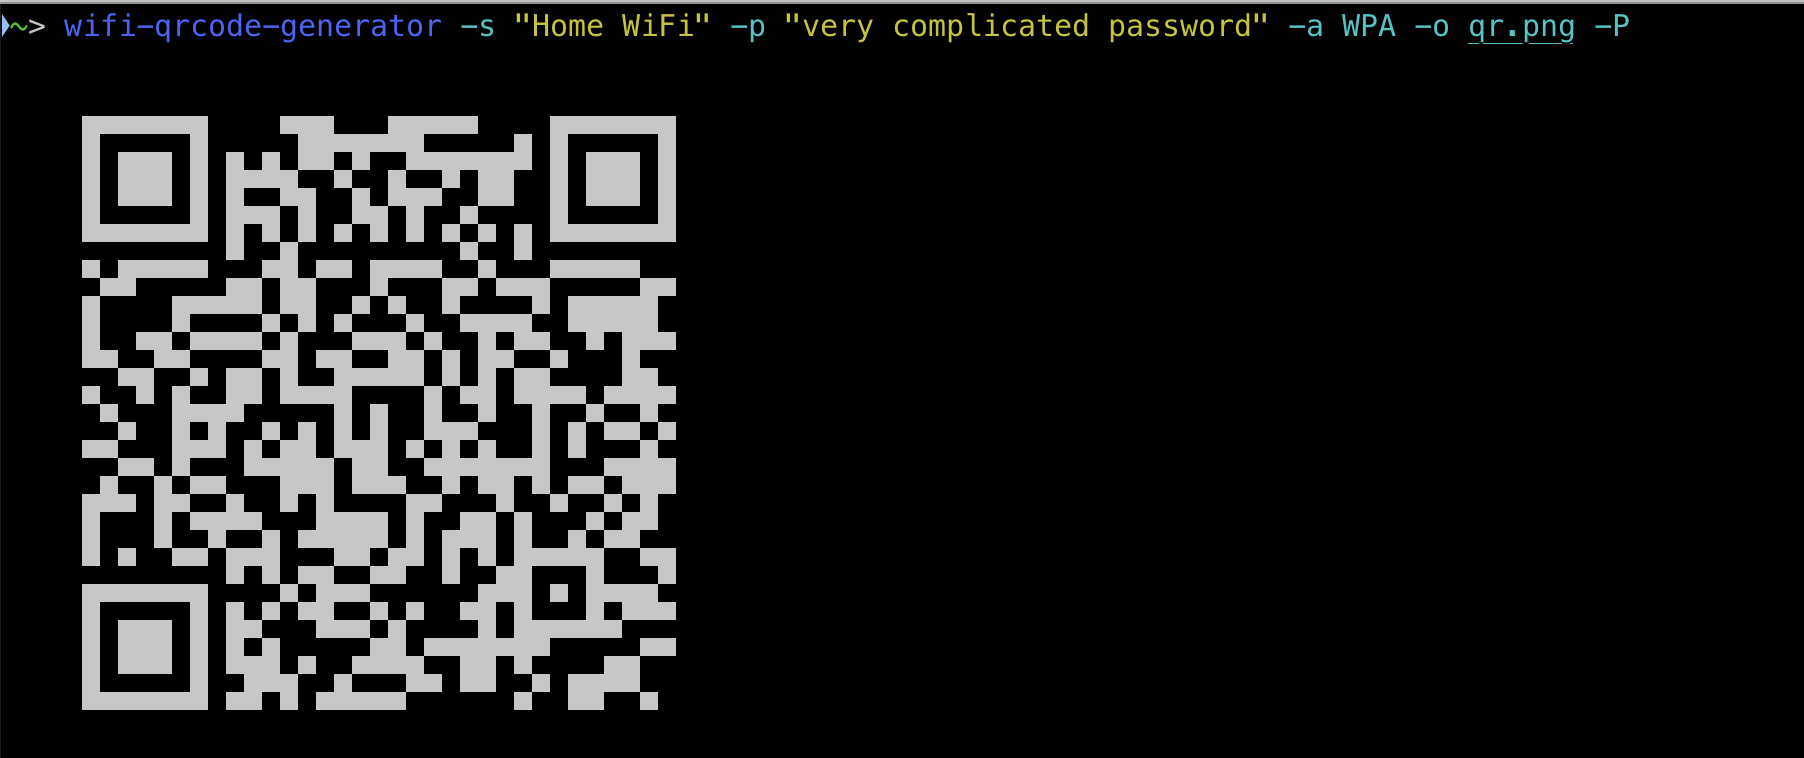 ~> wifi-qrcode-generator -s "Home WiFi" -p "very complicated password" -a WPA -o qr.png -P